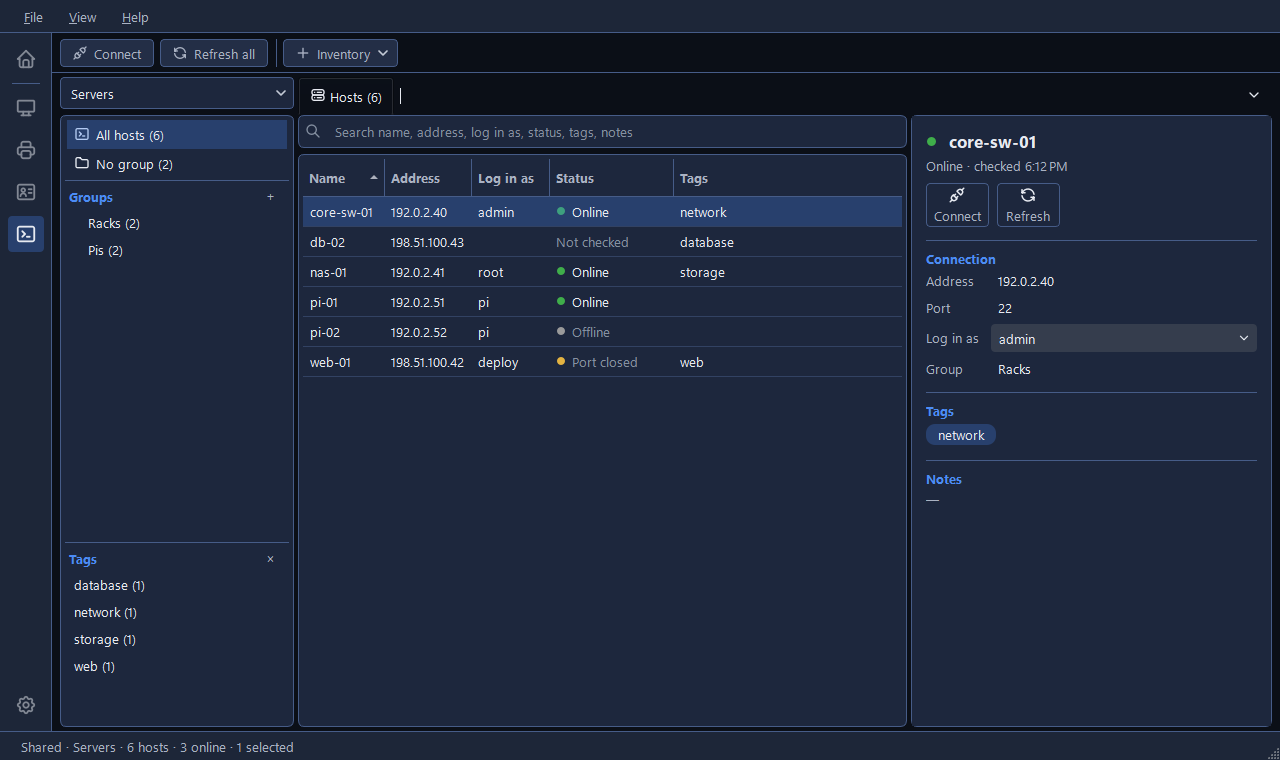 File View Help
Connect Refresh all Inventory
Servers
Hosts (6)
All hosts (6)
No group (2)
Groups +
Racks (2)
Pis (2)
Tags ×
database (1)
network (1)
storage (1)
web (1)
Search name, address, log in as, status, tags, notes
Name Address Log in as Status Tags
core-sw-01 192.0.2.40 admin Online network
db-02 198.51.100.43 Not checked database
nas-01 192.0.2.41 root Online storage
pi-01 192.0.2.51 pi Online
pi-02 192.0.2.52 pi Offline
web-01 198.51.100.42 deploy Port closed web
core-sw-01
Online · checked 6:12 PM
Connect Refresh
Connection
Address 192.0.2.40
Port 22
Log in as admin
Group Racks
Tags
network
Notes
—
Shared · Servers · 6 hosts · 3 online · 1 selected